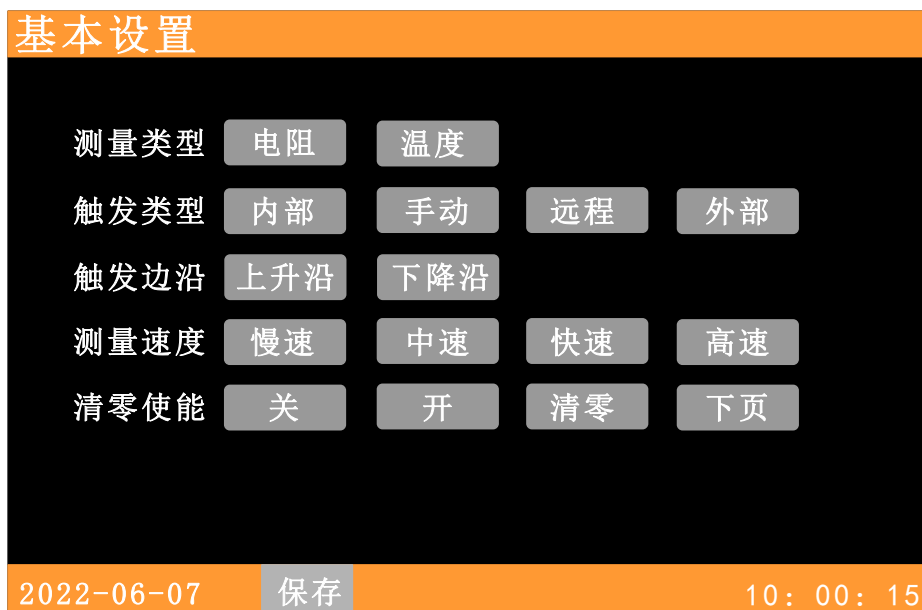 基本设置
测量类型 电阻 温度
触发类型 内部 手动 远程 外部
触发边沿 上升沿 下降沿
测量速度 慢速 中速 快速 高速
清零使能 关 开 清零 下页
2022-06-07 保存 10：00：15